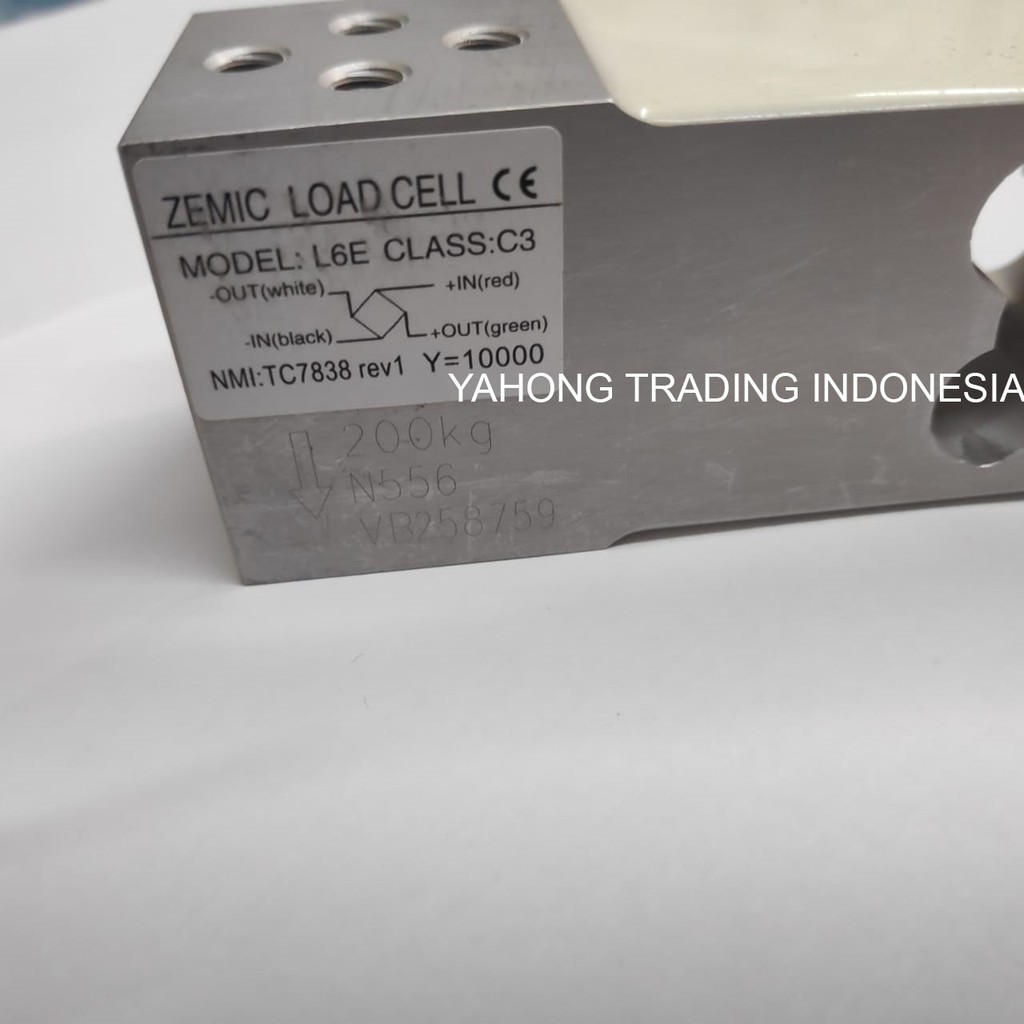 ZEMIC LOAD CELL CE
MODEL: L6E CLASS:C3
-OUT(white) +IN(red)
-IN(black) +OUT(green)
NMI:TC7838 rev1 Y=10000
YAHONG TRADING INDONESIA
200kg
N556
VB258759